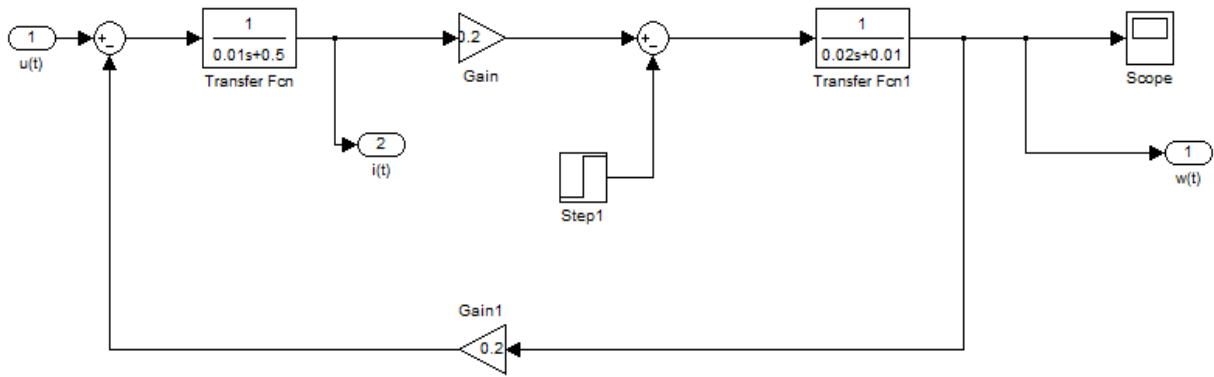 1
u(t)
+
−
1
0.01s+0.5
Transfer Fcn
2
i(t)
0.2
Gain
Step1
+
−
1
0.02s+0.01
Transfer Fcn1
Scope
1
w(t)
Gain1
0.2